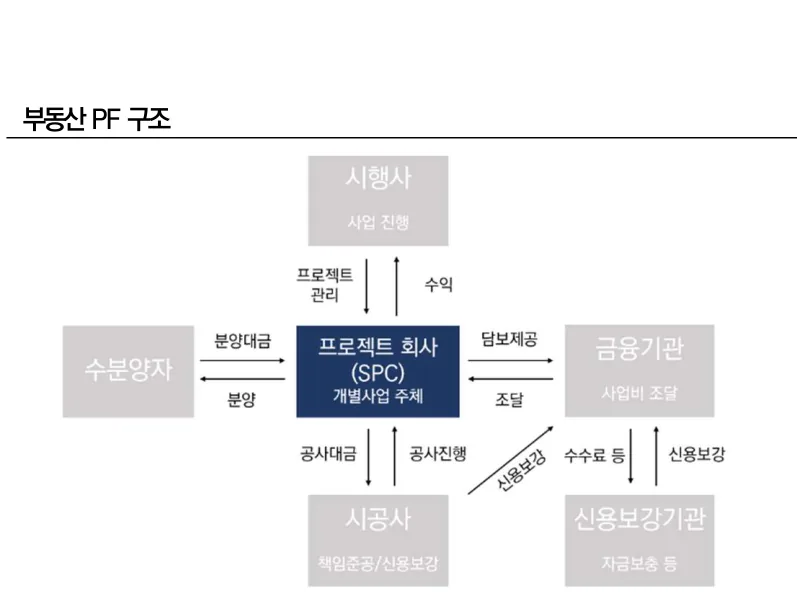 부동산 PF 구조
시행사
사업 진행
프로젝트
관리
수익
수분양자
분양대금
분양
프로젝트 회사
(SPC)
개별사업 주체
담보제공
조달
금융기관
사업비 조달
공사대금
공사진행
신용보강
수수료 등
신용보강
시공사
책임준공/신용보강
신용보강기관
자금보충 등